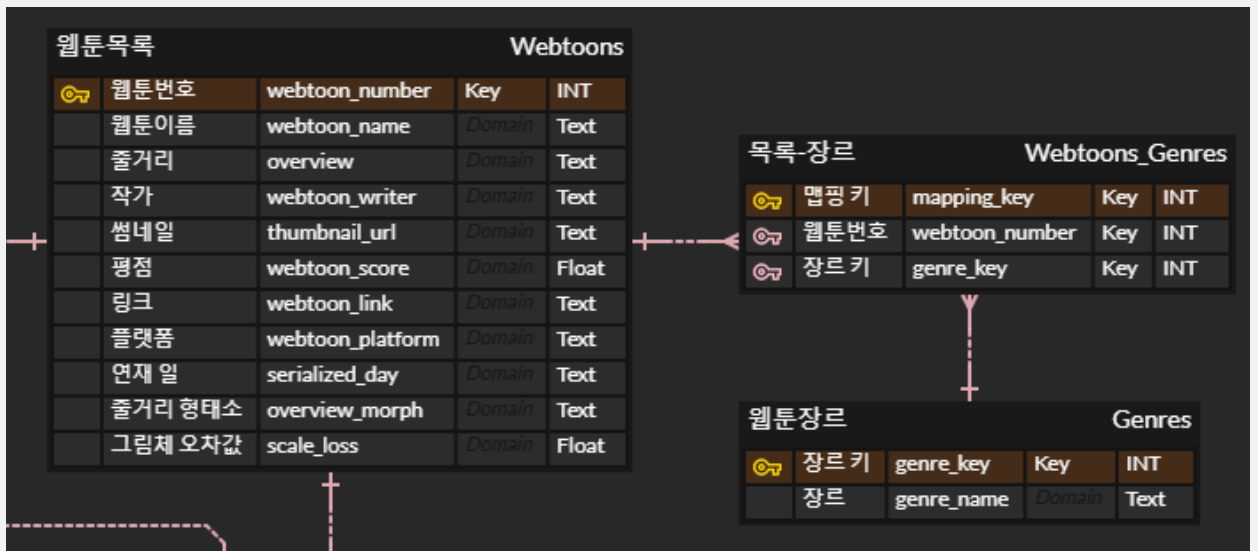 웹툰목록 Webtoons
웹툰번호 webtoon_number Key INT
웹툰이름 webtoon_name Domain Text
줄거리 overview Domain Text
작가 webtoon_writer Domain Text
썸네일 thumbnail_url Domain Text
평점 webtoon_score Domain Float
링크 webtoon_link Domain Text
플랫폼 webtoon_platform Domain Text
연재 일 serialized_day Domain Text
줄거리 형태소 overview_morph Domain Text
그림체 오차값 scale_loss Domain Float
목록-장르 Webtoons_Genres
맵핑 키 mapping_key Key INT
웹툰번호 webtoon_number Key INT
장르 키 genre_key Key INT
웹툰장르 Genres
장르 키 genre_key Key INT
장르 genre_name Domain Text